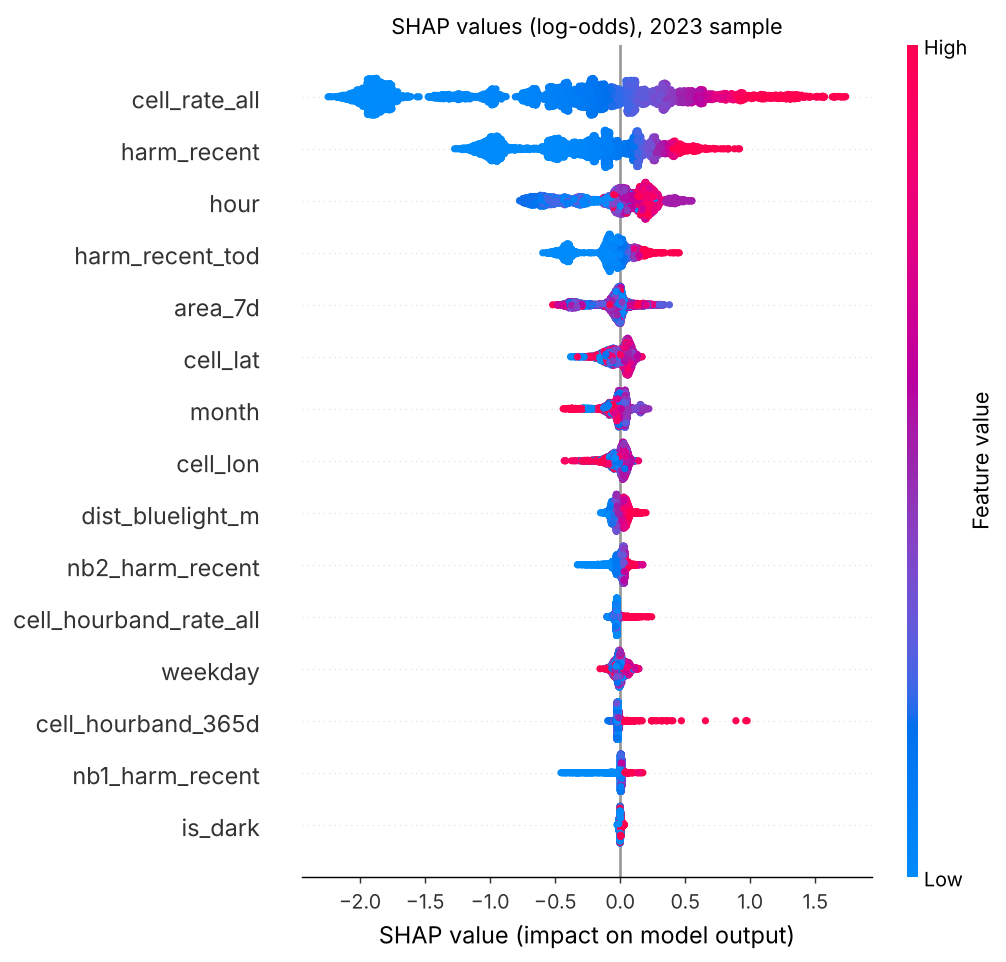 SHAP values (log-odds), 2023 sample
High
cell_rate_all
harm_recent
hour
harm_recent_tod
area_7d
cell_lat
month
cell_lon
dist_bluelight_m
nb2_harm_recent
cell_hourband_rate_all
weekday
cell_hourband_365d
nb1_harm_recent
is_dark
Feature value
Low
−2.0 −1.5 −1.0 −0.5 0.0 0.5 1.0 1.5
SHAP value (impact on model output)